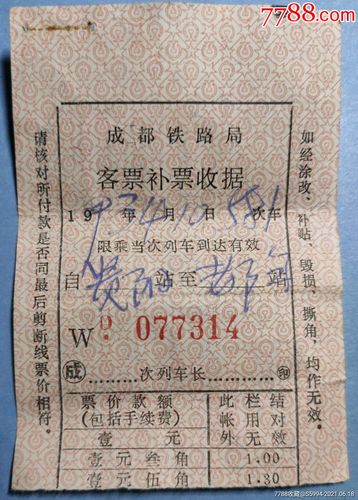 7788.com
成都铁路局
客票补票收据
19 年 月 日 次车
限乘当次列车到达有效
自 站至 站
W 077314
成 次列车长 印
票价款额 此栏结
(包括手续费) 帐用对
壹 元 外无效
壹元叁角 1.00
壹元伍角 1.30
请核对所付款是否同最后剪断线票价相符。
如经涂改、补贴、毁损、撕角，均作无效。
7788收藏@S5994-2021.06.18